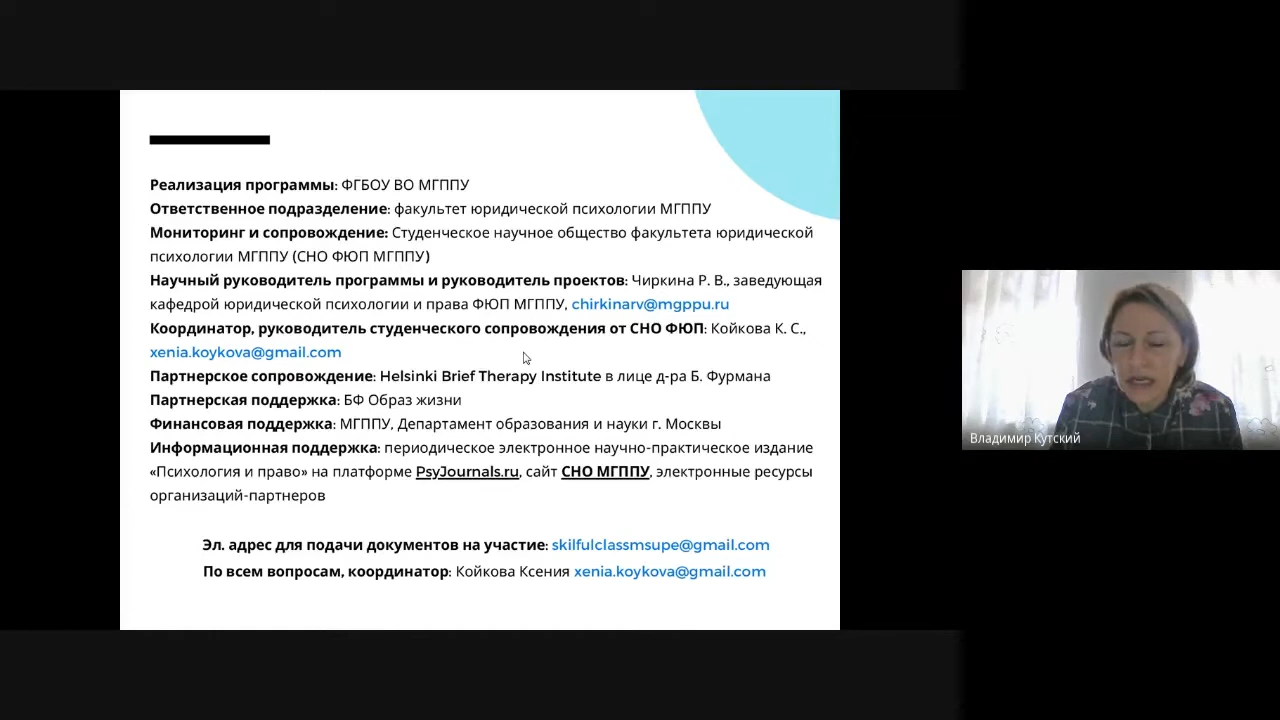 Реализация программы: ФГБОУ ВО МГППУ
Ответственное подразделение: факультет юридической психологии МГППУ
Мониторинг и сопровождение: Студенческое научное общество факультета юридической
психологии МГППУ (СНО ФЮП МГППУ)
Научный руководитель программы и руководитель проектов: Чиркина Р. В., заведующая
кафедрой юридической психологии и права ФЮП МГППУ, chirkinarv@mgppu.ru
Координатор, руководитель студенческого сопровождения от СНО ФЮП: Койкова К. С.,
xenia.koykova@gmail.com
Партнерское сопровождение: Helsinki Brief Therapy Institute в лице д-ра Б. Фурмана
Партнерская поддержка: БФ Образ жизни
Финансовая поддержка: МГППУ, Департамент образования и науки г. Москвы
Информационная поддержка: периодическое электронное научно-практическое издание
«Психология и право» на платформе PsyJournals.ru, сайт СНО МГППУ, электронные ресурсы
организаций-партнеров
Эл. адрес для подачи документов на участие: skilfulclassmsupe@gmail.com
По всем вопросам, координатор: Койкова Ксения xenia.koykova@gmail.com
Владимир Кутский